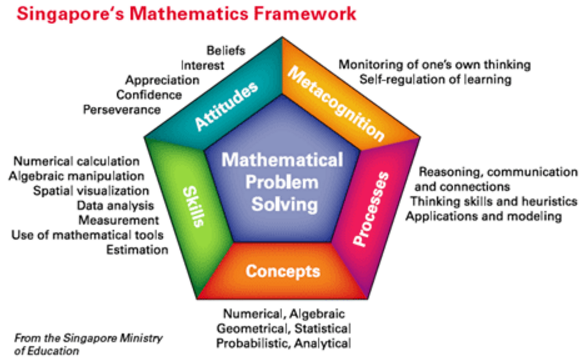 Singapore's Mathematics Framework
Beliefs
Interest
Appreciation
Confidence
Perseverance
Attitudes
Metacognition
Monitoring of one's own thinking
Self-regulation of learning
Numerical calculation
Algebraic manipulation
Spatial visualization
Data analysis
Measurement
Use of mathematical tools
Estimation
Skills
Mathematical
Problem
Solving
Processes
Reasoning, communication
and connections
Thinking skills and heuristics
Applications and modeling
Concepts
Numerical, Algebraic
Geometrical, Statistical
Probabilistic, Analytical
From the Singapore Ministry
of Education